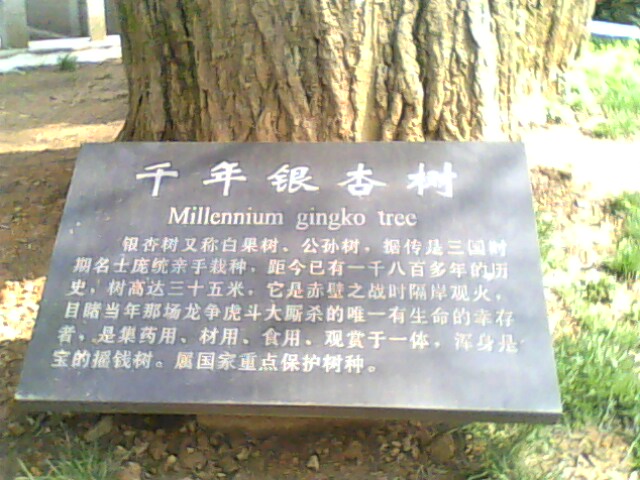 千年银杏树
Millennium gingko tree
银杏树又称白果树、公孙树，据传是三国时
期名士庞统亲手栽种，距今已有一千八百多年的历
史，树高达三十五米，它是赤壁之战时隔岸观火，
目睹当年那场龙争虎斗大厮杀的唯一有生命的幸存
者，是集药用、材用、食用、观赏于一体，浑身是
宝的摇钱树。属国家重点保护树种。